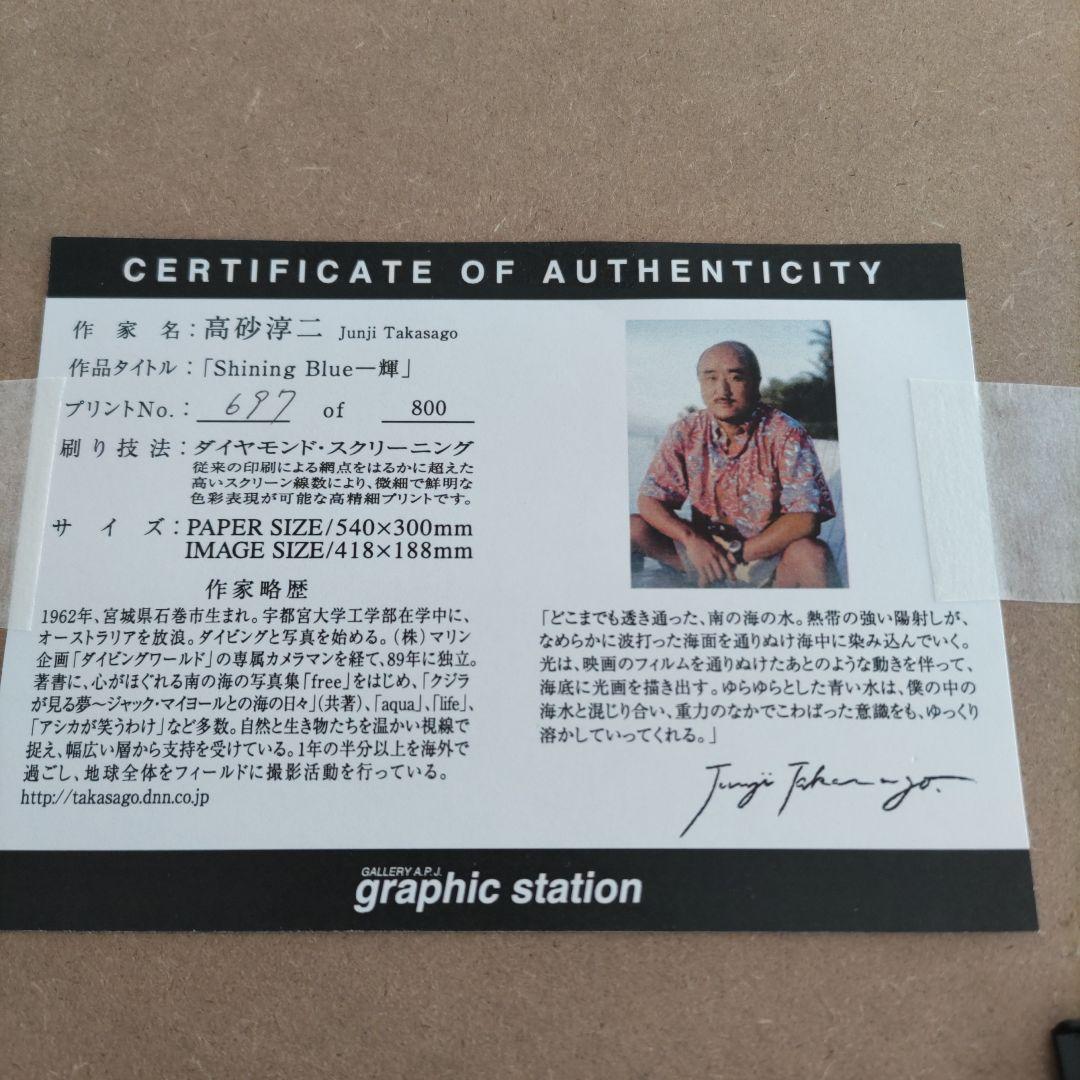 CERTIFICATE OF AUTHENTICITY
作家名：高砂淳二 Junji Takasago
作品タイトル：「Shining Blue―輝」
プリントNo.： 697 of 800
刷り技法：ダイヤモンド・スクリーニング
従来の印刷による網点をはるかに超えた
高いスクリーン線数により、微細で鮮明な
色彩表現が可能な高精細プリントです。
サイズ：PAPER SIZE/540×300mm
IMAGE SIZE/418×188mm
作家略歴
1962年、宮城県石巻市生まれ。宇都宮大学工学部在学中に、
オーストラリアを放浪。ダイビングと写真を始める。（株）マリン
企画「ダイビングワールド」の専属カメラマンを経て、89年に独立。
著書に、心がほぐれる南の海の写真集「free」をはじめ、「クジラ
が見る夢～ジャック・マイヨールとの海の日々」（共著）、「aqua」、「life」、
「アシカが笑うわけ」など多数。自然と生き物たちを温かい視線で
捉え、幅広い層から支持を受けている。1年の半分以上を海外で
過ごし、地球全体をフィールドに撮影活動を行っている。
http://takasago.dnn.co.jp
「どこまでも透き通った、南の海の水。熱帯の強い陽射しが、
なめらかに波打った海面を通りぬけ海中に染み込んでいく。
光は、映画のフィルムを通りぬけたあとのような動きを伴って、
海底に光画を描き出す。ゆらゆらとした青い水は、僕の中の
海水と混じり合い、重力のなかでこわばった意識をも、ゆっくり
溶かしていってくれる。」
Junji Takasago.
GALLERY A.P.J.
graphic station